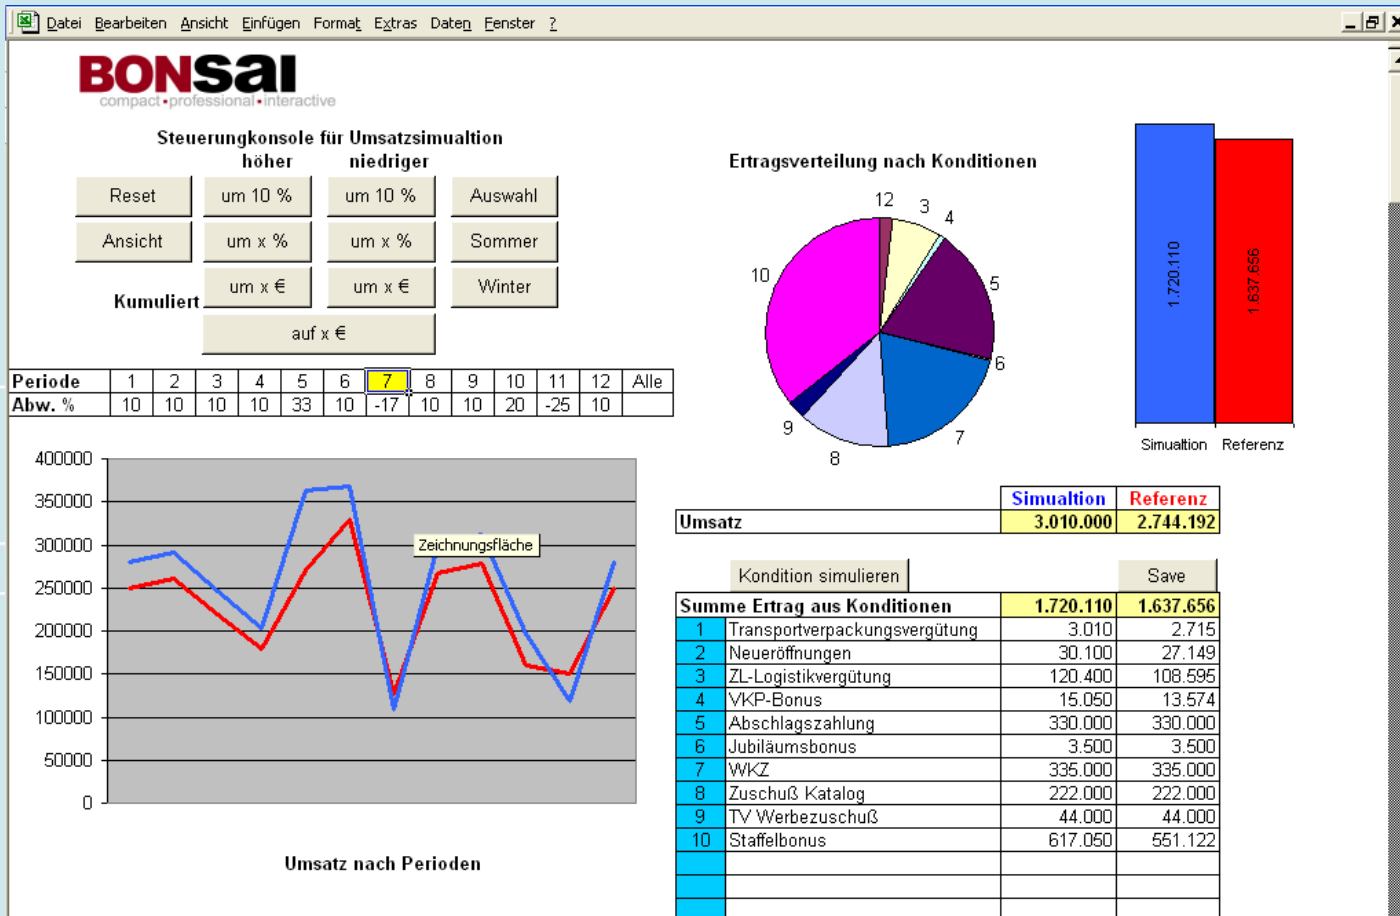 Datei Bearbeiten Ansicht Einfügen Format Extras Daten Fenster ?
BONSAI
compact • professional • interactive
Steuerungkonsole für Umsatzsimualtion
höher niedriger
Reset um 10 % um 10 % Auswahl
Ansicht um x % um x % Sommer
Kumuliert um x € um x € Winter
auf x €
Periode 1 2 3 4 5 6 7 8 9 10 11 12 Alle
Abw. % 10 10 10 10 33 10 -17 10 10 20 -25 10
400000
350000
300000
250000
200000
150000
100000
50000
0
Zeichnungsfläche
Umsatz nach Perioden
Ertragsverteilung nach Konditionen
12 3 4
5
6
7
8
9
10
1.720.110
1.637.656
Simualtion Referenz
Simualtion Referenz
Umsatz 3.010.000 2.744.192
Kondition simulieren Save
Summe Ertrag aus Konditionen 1.720.110 1.637.656
1 Transportverpackungsvergütung 3.010 2.715
2 Neueröffnungen 30.100 27.149
3 ZL-Logistikvergütung 120.400 108.595
4 VKP-Bonus 15.050 13.574
5 Abschlagszahlung 330.000 330.000
6 Jubiläumsbonus 3.500 3.500
7 WKZ 335.000 335.000
8 Zuschuß Katalog 222.000 222.000
9 TV Werbezuschuß 44.000 44.000
10 Staffelbonus 617.050 551.122